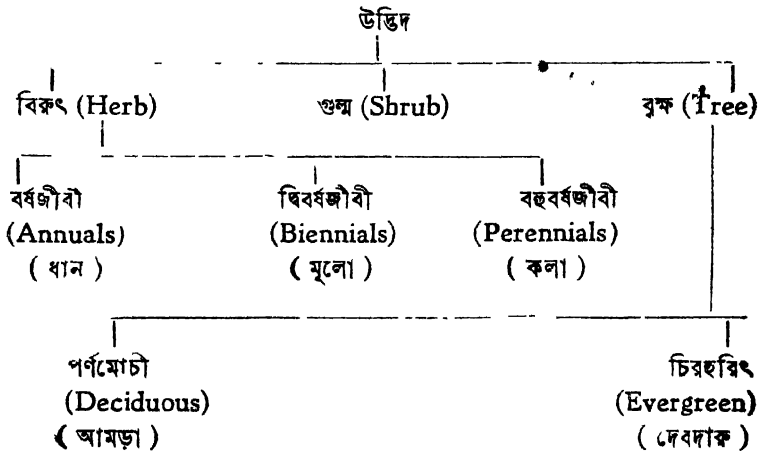 উদ্ভিদ
বিরুৎ (Herb) গুল্ম (Shrub) বৃক্ষ (Tree)
বর্ষজীবী দ্বিবর্ষজীবী বহুবর্ষজীবী
(Annuals) (Biennials) (Perennials)
( ধান ) ( মূলো ) ( কলা )
পর্ণমোচী চিরহরিৎ
(Deciduous) (Evergreen)
( আমড়া ) ( দেবদারু )